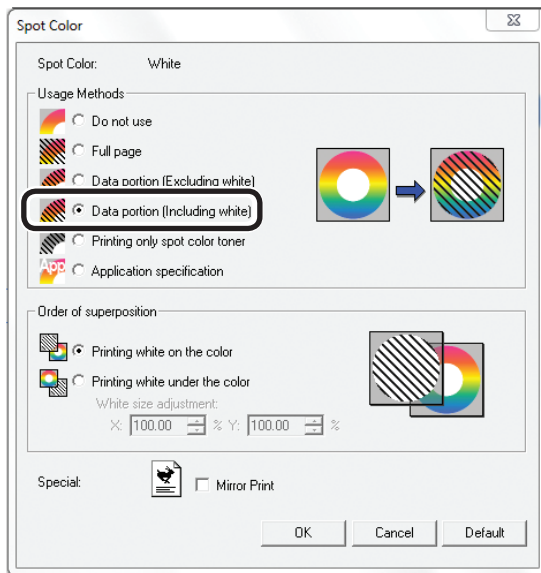 Spot Color
Spot Color: White
Usage Methods
Do not use
Full page
Data portion (Excluding white)
Data portion (Including white)
Printing only spot color toner
App
Application specification
Order of superposition
Printing white on the color
Printing white under the color
White size adjustment:
X: 100.00 % Y: 100.00 %
Special: Mirror Print
OK Cancel Default